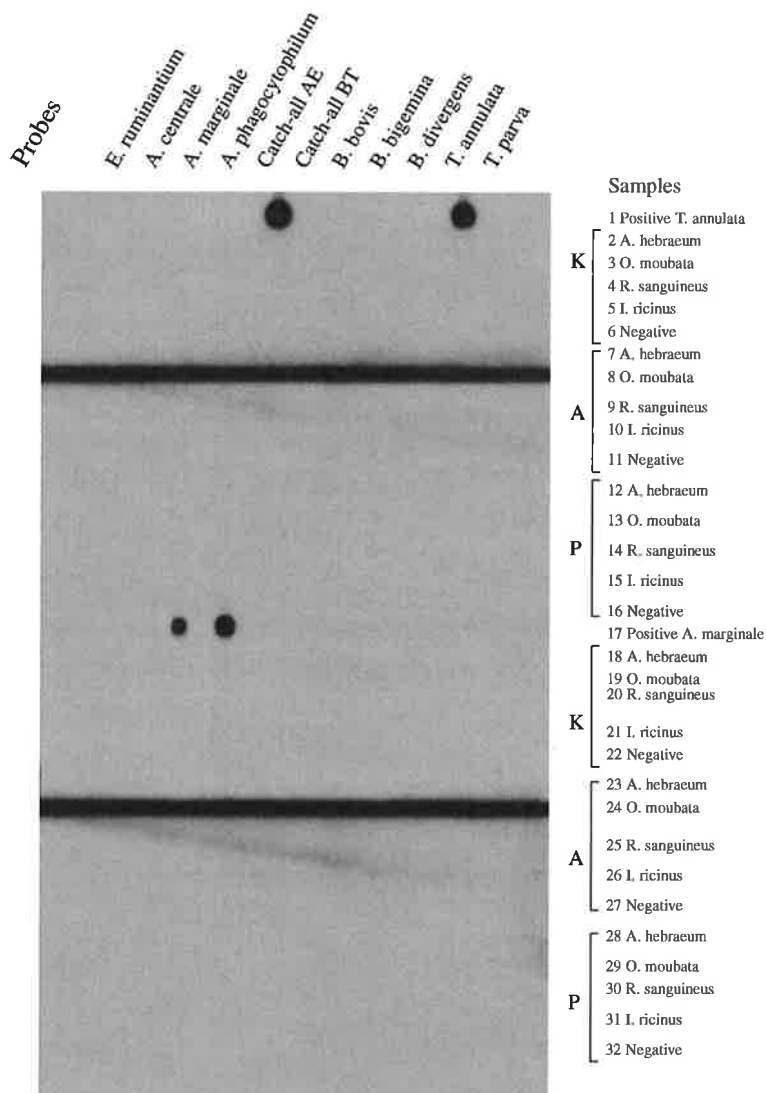 Probes
E. ruminantium
A. centrale
A. marginale
A. phagocytophilum
Catch-all AE
Catch-all BT
B. bovis
B. bigemina
B. divergens
T. annulata
T. parva
Samples
1 Positive T. annulata
K
2 A. hebraeum
3 O. moubata
4 R. sanguineus
5 I. ricinus
6 Negative
A
7 A. hebraeum
8 O. moubata
9 R. sanguineus
10 I. ricinus
11 Negative
P
12 A. hebraeum
13 O. moubata
14 R. sanguineus
15 I. ricinus
16 Negative
17 Positive A. marginale
K
18 A. hebraeum
19 O. moubata
20 R. sanguineus
21 I. ricinus
22 Negative
A
23 A. hebraeum
24 O. moubata
25 R. sanguineus
26 I. ricinus
27 Negative
P
28 A. hebraeum
29 O. moubata
30 R. sanguineus
31 I. ricinus
32 Negative